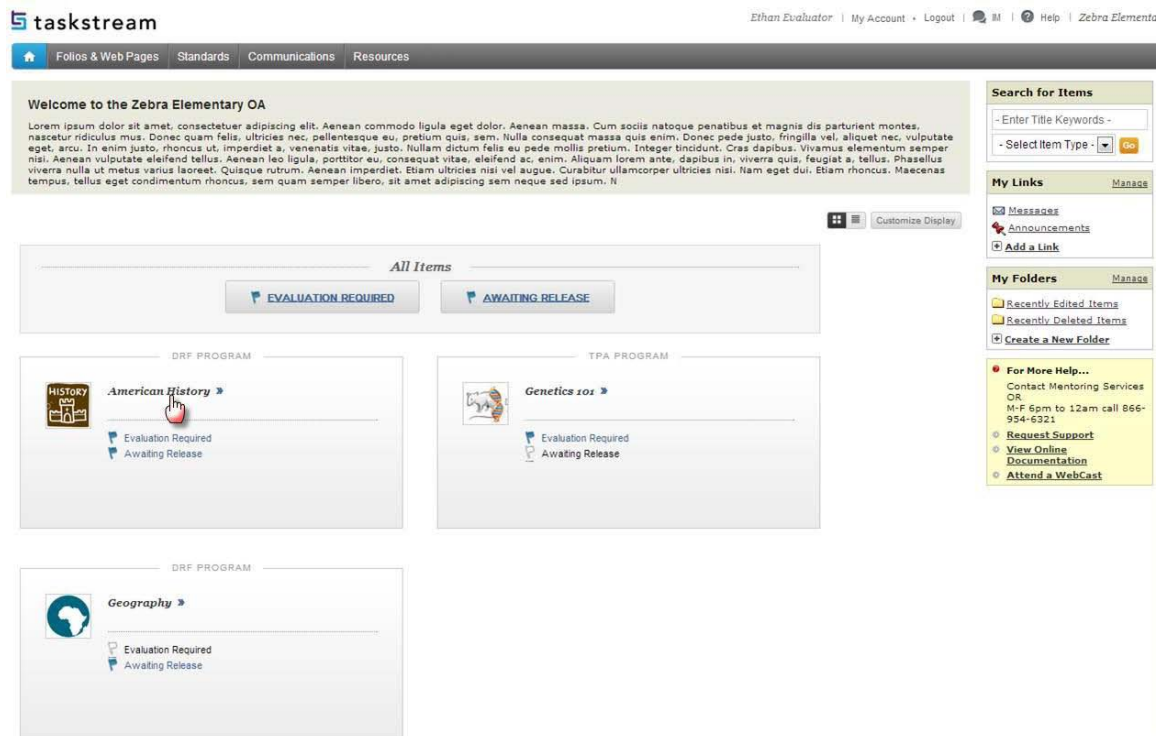 taskstream
Ethan Evaluator | My Account | Logout | IM | Help | Zebra Elementa
Folios & Web Pages Standards Communications Resources
Welcome to the Zebra Elementary OA
Lorem ipsum dolor sit amet, consectetuer adipiscing elit. Aenean commodo ligula eget dolor. Aenean massa. Cum sociis natoque penatibus et magnis dis parturient montes,
nascetur ridiculus mus. Donec quam felis, ultricies nec, pellentesque eu, pretium quis, sem. Nulla consequat massa quis enim. Donec pede justo, fringilla vel, aliquet nec, vulputate
eget, arcu. In enim justo, rhoncus ut, imperdiet a, venenatis vitae, justo. Nullam dictum felis eu pede mollis pretium. Integer tincidunt. Cras dapibus. Vivamus elementum semper
nisi. Aenean vulputate eleifend tellus. Aenean leo ligula, porttitor eu, consequat vitae, eleifend ac, enim. Aliquam lorem ante, dapibus in, viverra quis, feugiat a, tellus. Phasellus
viverra nulla ut metus varius laoreet. Quisque rutrum. Aenean imperdiet. Etiam ultricies nisi vel augue. Curabitur ullamcorper ultricies nisi. Nam eget dui. Etiam rhoncus. Maecenas
tempus, tellus eget condimentum rhoncus, sem quam semper libero, sit amet adipiscing sem neque sed ipsum. N
Customize Display
All Items
EVALUATION REQUIRED AWAITING RELEASE
DRF PROGRAM
HISTORY
American History »
Evaluation Required
Awaiting Release
TPA PROGRAM
Genetics 101 »
Evaluation Required
Awaiting Release
DRF PROGRAM
Geography »
Evaluation Required
Awaiting Release
Search for Items
- Enter Title Keywords -
- Select Item Type - Go
My Links Manage
Messages
Announcements
Add a Link
My Folders Manage
Recently Edited Items
Recently Deleted Items
Create a New Folder
For More Help...
Contact Mentoring Services
OR
M-F 6pm to 12am call 866-
954-6321
Request Support
View Online
Documentation
Attend a WebCast